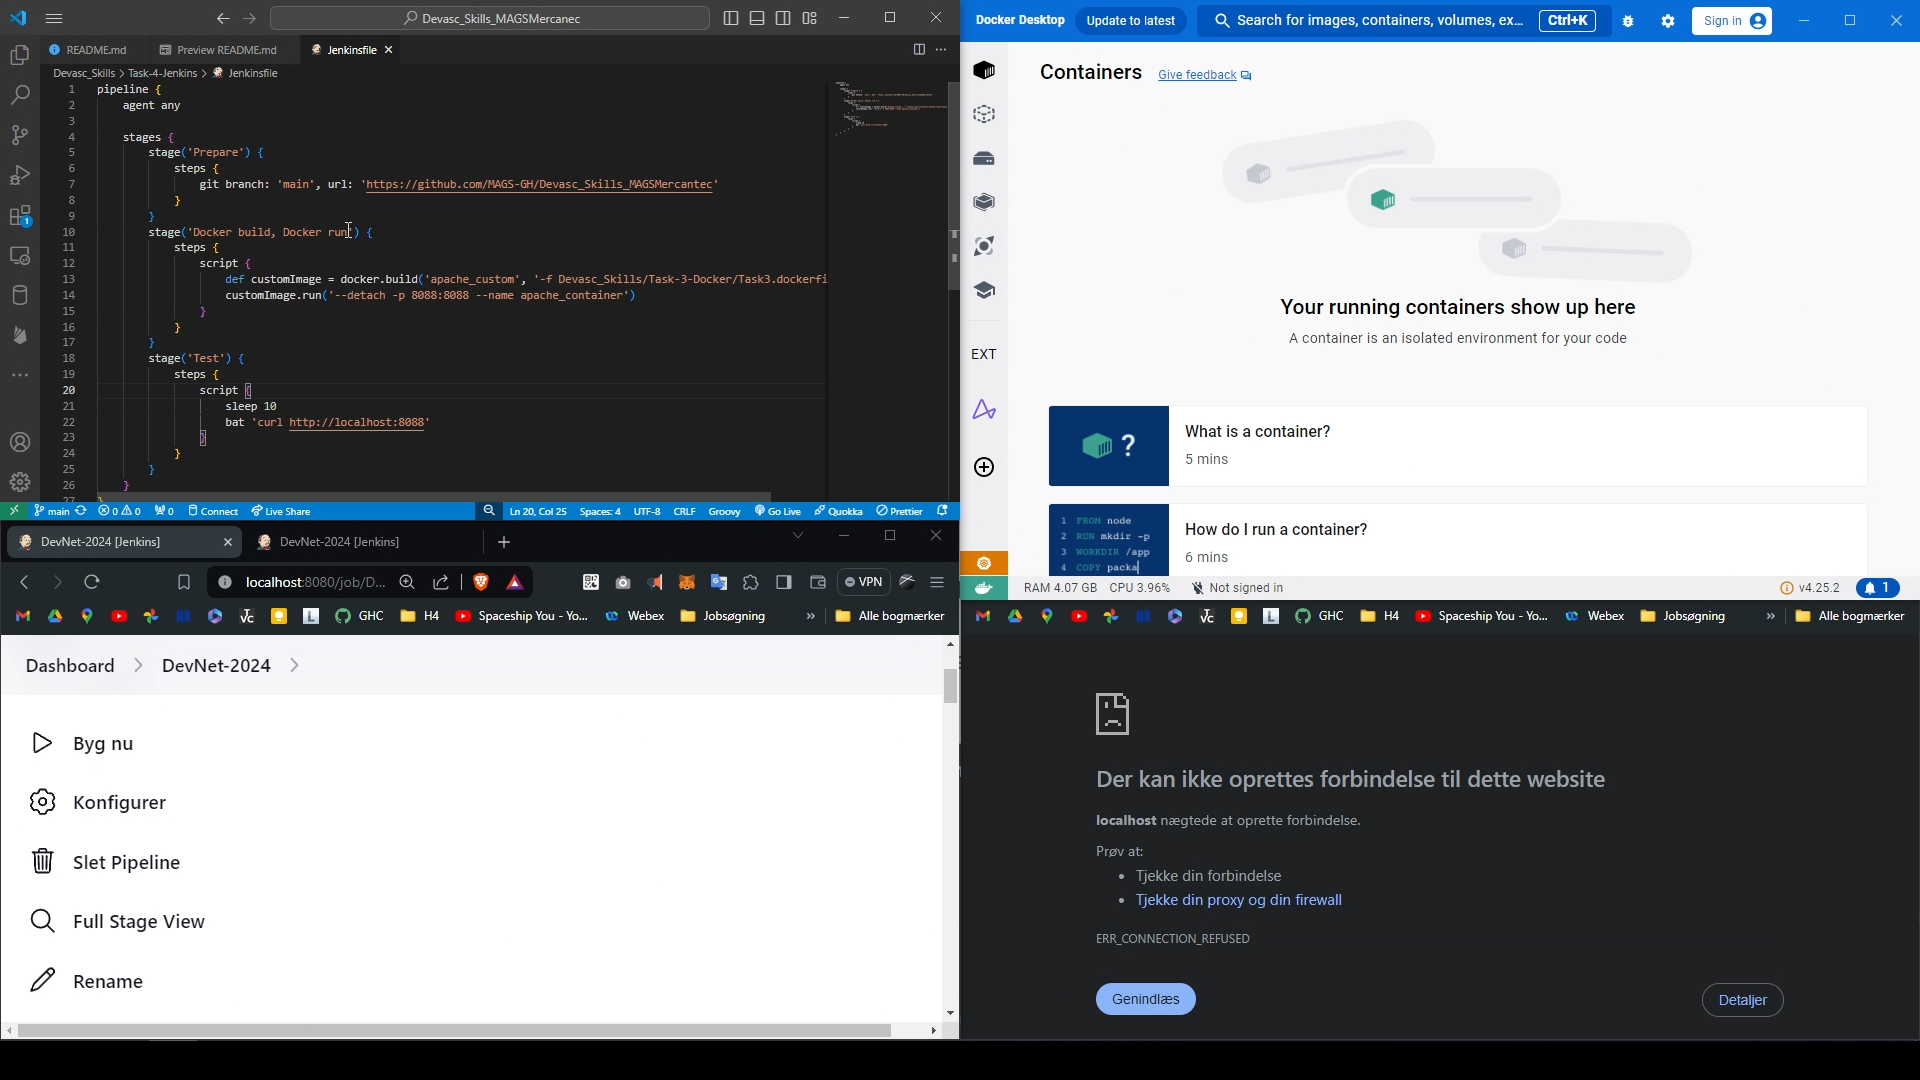 Devasc_Skills_MAGSMercanec
README.md
Preview README.md
Jenkinsfile
Devasc_Skills > Task-4-Jenkins > Jenkinsfile
1 pipeline {
2 agent any
3
4 stages {
5 stage('Prepare') {
6 steps {
7 git branch: 'main', url: 'https://github.com/MAGS-GH/Devasc_Skills_MAGSMercantec'
8 }
9 }
10 stage('Docker build, Docker run') {
11 steps {
12 script {
13 def customImage = docker.build('apache_custom', '-f Devasc_Skills/Task-3-Docker/Task3.dockerfi
14 customImage.run('--detach -p 8088:8088 --name apache_container')
15 }
16 }
17 }
18 stage('Test') {
19 steps {
20 script {
21 sleep 10
22 bat 'curl http://localhost:8088'
23 }
24 }
25 }
26 }
27 }
1
main 0 0 0 Connect Live Share Ln 20, Col 25 Spaces: 4 UTF-8 CRLF Groovy Go Live Quokka Prettier
Docker Desktop
Update to latest
Search for images, containers, volumes, ex...
Ctrl+K
Sign in
Containers
Give feedback
EXT
Your running containers show up here
A container is an isolated environment for your code
?
What is a container?
5 mins
1 FROM node
2 RUN mkdir -p
3 WORKDIR /app
4 COPY packa
How do I run a container?
6 mins
RAM 4.07 GB CPU 3.96% Not signed in
v4.25.2
1
DevNet-2024 [Jenkins]
DevNet-2024 [Jenkins]
localhost:8080/job/D...
VPN
GHC
H4
Spaceship You - Yo...
Webex
Jobsøgning
»
Alle bogmærker
Dashboard > DevNet-2024 >
Byg nu
Konfigurer
Slet Pipeline
Full Stage View
Rename
GHC
H4
Spaceship You - Yo...
Webex
Jobsøgning
»
Alle bogmærker
Der kan ikke oprettes forbindelse til dette website
localhost nægtede at oprette forbindelse.
Prøv at:
• Tjekke din forbindelse
• Tjekke din proxy og din firewall
ERR_CONNECTION_REFUSED
Genindlæs
Detaljer